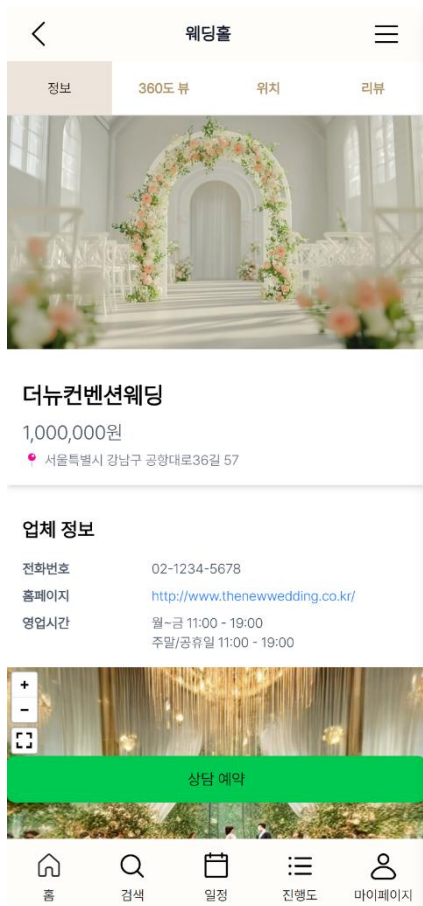 웨딩홀
정보 360도 뷰 위치 리뷰
더뉴컨벤션웨딩
1,000,000원
서울특별시 강남구 공항대로36길 57
업체 정보
전화번호 02-1234-5678
홈페이지 http://www.thenewwedding.co.kr/
영업시간 월~금 11:00 - 19:00
주말/공휴일 11:00 - 19:00
+
-
상담 예약
홈 검색 일정 진행도 마이페이지